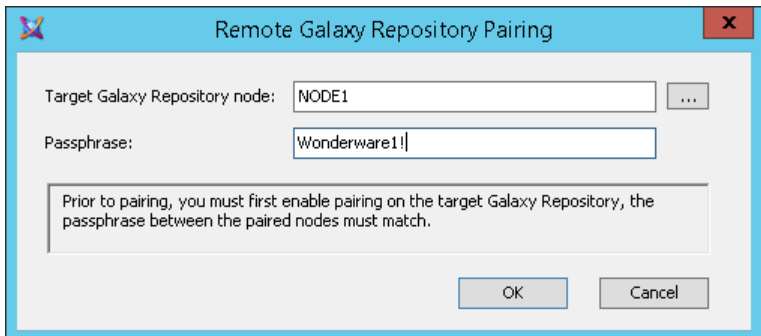 Remote Galaxy Repository Pairing
x
Target Galaxy Repository node: NODE1 ...
Passphrase: Wonderware1!
Prior to pairing, you must first enable pairing on the target Galaxy Repository, the
passphrase between the paired nodes must match.
OK Cancel